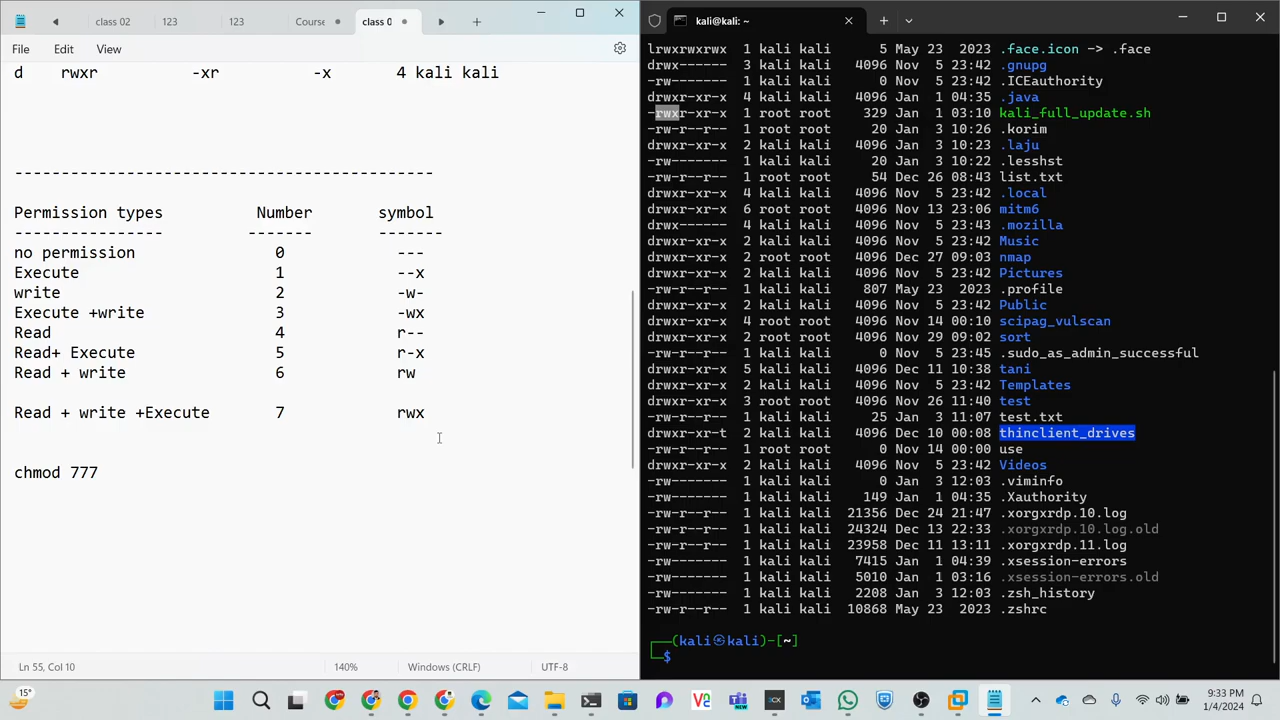 class 02
123
123
Course
class 0
File
Edit
View
d rwxr -xr -x 4 kali kali
---------------------------------------------
Permission types Number symbol
---------------- ------- -------
no permission 0 ---
Execute 1 --x
write 2 -w-
Execute +write 3 -wx
Read 4 r--
Read+ Execute 5 r-x
Read + write 6 rw
Read + write +Execute 7 rwx
chmod 777
Ln 55, Col 10
140%
Windows (CRLF)
UTF-8
kali@kali: ~
lrwxrwxrwx 1 kali kali 5 May 23 2023 .face.icon -> .face
drwx------ 3 kali kali 4096 Nov 5 23:42 .gnupg
-rw------- 1 kali kali 0 Nov 5 23:42 .ICEauthority
drwxr-xr-x 4 kali kali 4096 Jan 1 04:35 .java
-rwxr-xr-x 1 root root 329 Jan 1 03:10 kali_full_update.sh
-rw-r--r-- 1 root root 20 Jan 3 10:26 .korim
drwxr-xr-x 2 kali kali 4096 Jan 3 10:23 .laju
-rw------- 1 kali kali 20 Jan 3 10:22 .lesshst
-rw-r--r-- 1 root root 54 Dec 26 08:43 list.txt
drwxr-xr-x 4 kali kali 4096 Nov 5 23:42 .local
drwxr-xr-x 6 root root 4096 Nov 13 23:06 mitm6
drwx------ 4 kali kali 4096 Nov 5 23:43 .mozilla
drwxr-xr-x 2 kali kali 4096 Nov 5 23:42 Music
drwxr-xr-x 2 root root 4096 Dec 27 09:03 nmap
drwxr-xr-x 2 kali kali 4096 Nov 5 23:42 Pictures
-rw-r--r-- 1 kali kali 807 May 23 2023 .profile
drwxr-xr-x 2 kali kali 4096 Nov 5 23:42 Public
drwxr-xr-x 4 root root 4096 Nov 14 00:10 scipag_vulscan
drwxr-xr-x 2 root root 4096 Nov 29 09:02 sort
-rw-r--r-- 1 kali kali 0 Nov 5 23:45 .sudo_as_admin_successful
drwxr-xr-x 5 kali kali 4096 Dec 11 10:38 tani
drwxr-xr-x 2 kali kali 4096 Nov 5 23:42 Templates
drwxr-xr-x 3 root root 4096 Nov 26 11:40 test
-rw-r--r-- 1 kali kali 25 Jan 3 11:07 test.txt
drwxrwxr-t 2 kali kali 4096 Dec 10 00:08 thinclient_drives
-rw-r--r-- 1 root root 0 Nov 14 00:00 use
drwxr-xr-x 2 kali kali 4096 Nov 5 23:42 Videos
-rw------- 1 kali kali 0 Jan 3 12:03 .viminfo
-rw------- 1 kali kali 149 Jan 1 04:35 .Xauthority
-rw-r--r-- 1 kali kali 21356 Dec 24 21:47 .xorgxrdp.10.log
-rw-r--r-- 1 kali kali 24324 Dec 13 22:33 .xorgxrdp.10.log.old
-rw-r--r-- 1 kali kali 23958 Dec 11 13:11 .xorgxrdp.11.log
-rw------- 1 kali kali 7415 Jan 1 04:39 .xsession-errors
-rw------- 1 kali kali 5010 Jan 1 03:16 .xsession-errors.old
-rw------- 1 kali kali 2208 Jan 3 12:03 .zsh_history
-rw-r--r-- 1 kali kali 10868 May 23 2023 .zshrc
┌──(kali㉿kali)-[~]
└─$
15°
9:33 PM
1/4/2024